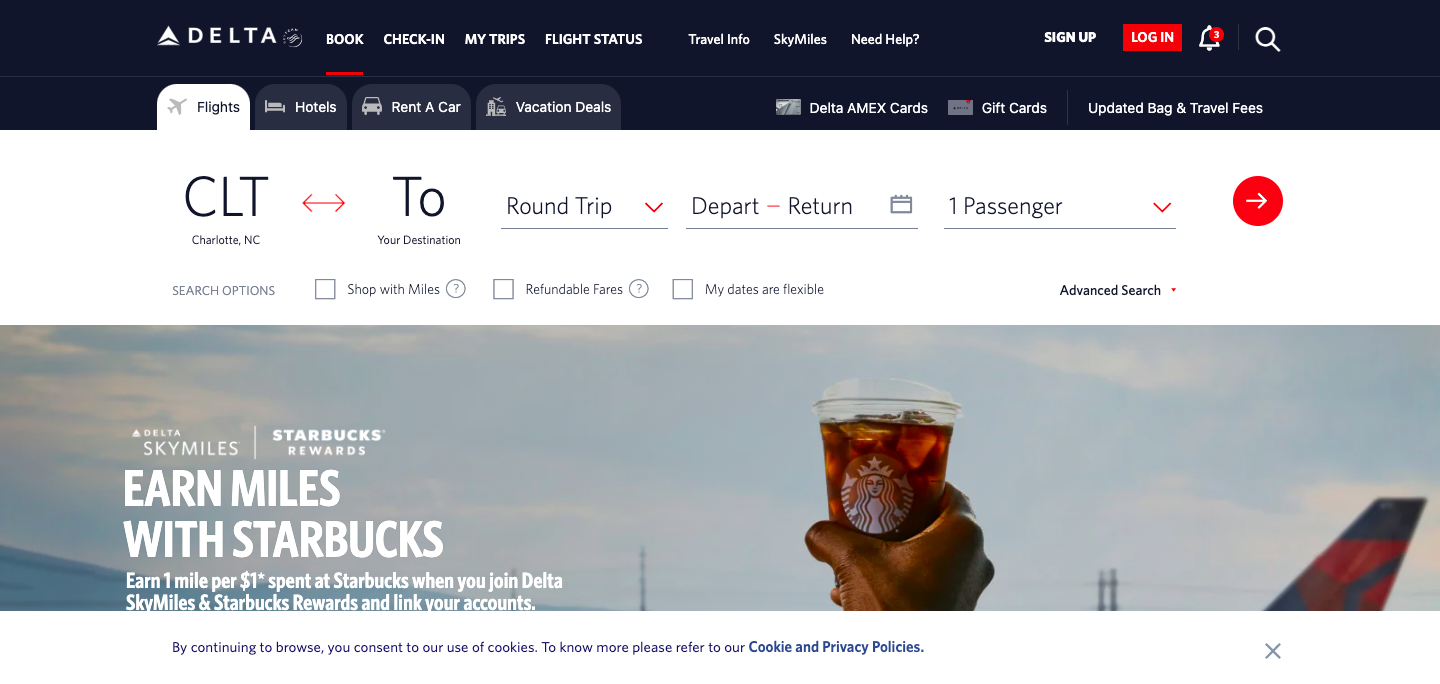 DELTA
BOOK CHECK-IN MY TRIPS FLIGHT STATUS Travel Info SkyMiles Need Help? SIGN UP LOG IN 3
Flights Hotels Rent A Car Vacation Deals Delta AMEX Cards Gift Cards Updated Bag & Travel Fees
CLT To Round Trip Depart – Return 1 Passenger
Charlotte, NC Your Destination
SEARCH OPTIONS Shop with Miles ? Refundable Fares ? My dates are flexible Advanced Search
DELTA
SKYMILES
STARBUCKS®
REWARDS
EARN MILES
WITH STARBUCKS
Earn 1 mile per $1* spent at Starbucks when you join Delta
SkyMiles & Starbucks Rewards and link your accounts.
By continuing to browse, you consent to our use of cookies. To know more please refer to our Cookie and Privacy Policies.